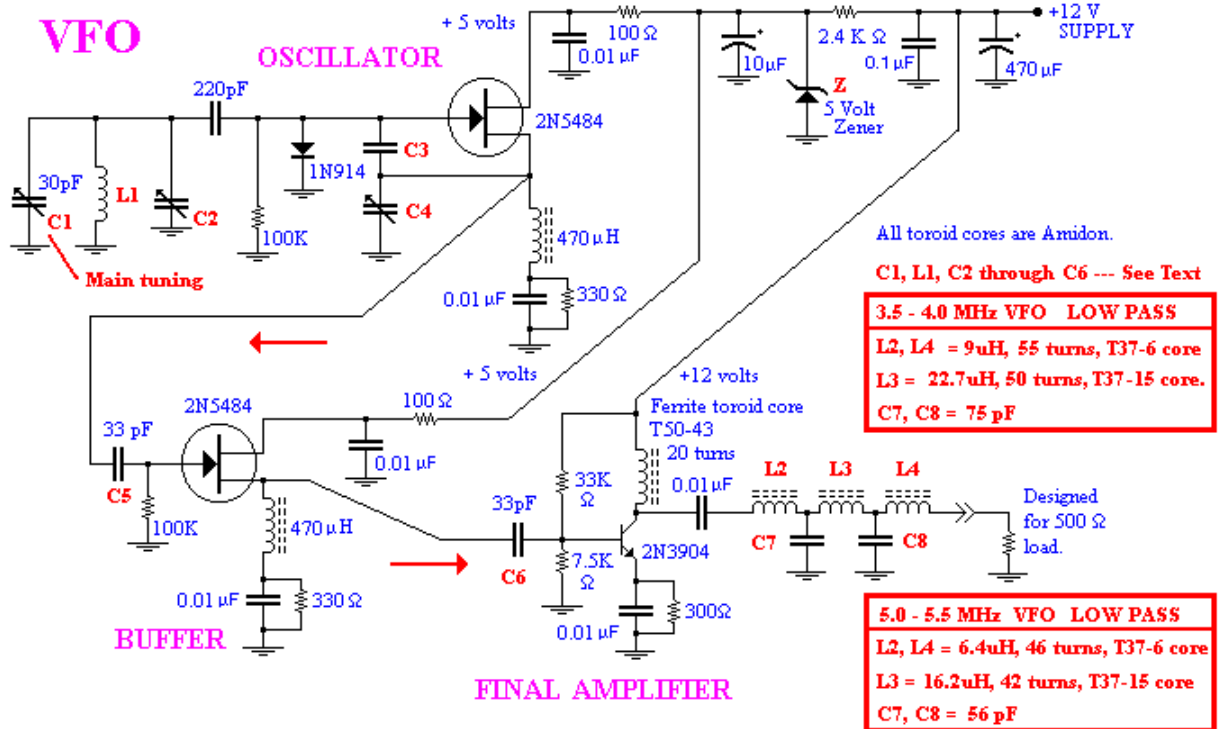 VFO
OSCILLATOR
+ 5 volts
100 Ω
0.01 µF
10µF
2.4 K Ω
0.1 µF
470 µF
+12 V
SUPPLY
Z
5 Volt
Zener
220pF
2N5484
30pF
C1
L1
C2
100K
1N914
C3
C4
470 µH
Main tuning
0.01 µF
330 Ω
All toroid cores are Amidon.
C1, L1, C2 through C6 --- See Text
3.5 - 4.0 MHz VFO LOW PASS
L2, L4 = 9uH, 55 turns, T37-6 core
L3 = 22.7uH, 50 turns, T37-15 core.
C7, C8 = 75 pF
+ 5 volts
100 Ω
2N5484
33 pF
C5
100K
0.01 µF
470 µH
0.01 µF
330 Ω
BUFFER
+12 volts
Ferrite toroid core
T50-43
20 turns
33K
Ω
33pF
C6
7.5K
Ω
2N3904
0.01 µF
300Ω
0.01 µF
L2
L3
L4
C7
C8
Designed
for 500 Ω
load.
FINAL AMPLIFIER
5.0 - 5.5 MHz VFO LOW PASS
L2, L4 = 6.4uH, 46 turns, T37-6 core
L3 = 16.2uH, 42 turns, T37-15 core
C7, C8 = 56 pF